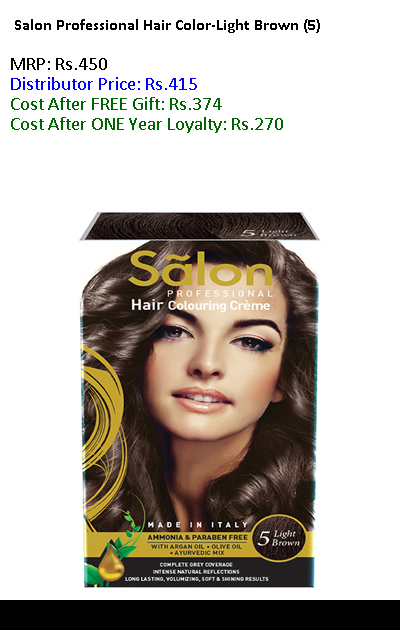 Salon Professional Hair Color-Light Brown (5)
MRP: Rs.450
Distributor Price: Rs.415
Cost After FREE Gift: Rs.374
Cost After ONE Year Loyalty: Rs.270
5 Light
Brown
Sãlon
PROFESSIONAL
Hair Colouring Crème
MADE IN ITALY
AMMONIA & PARABEN FREE
WITH ARGAN OIL + OLIVE OIL
+ AYURVEDIC MIX
5 Light
Brown
COMPLETE GREY COVERAGE
INTENSE NATURAL REFLECTIONS
LONG LASTING, VOLUMIZING, SOFT & SHINING RESULTS